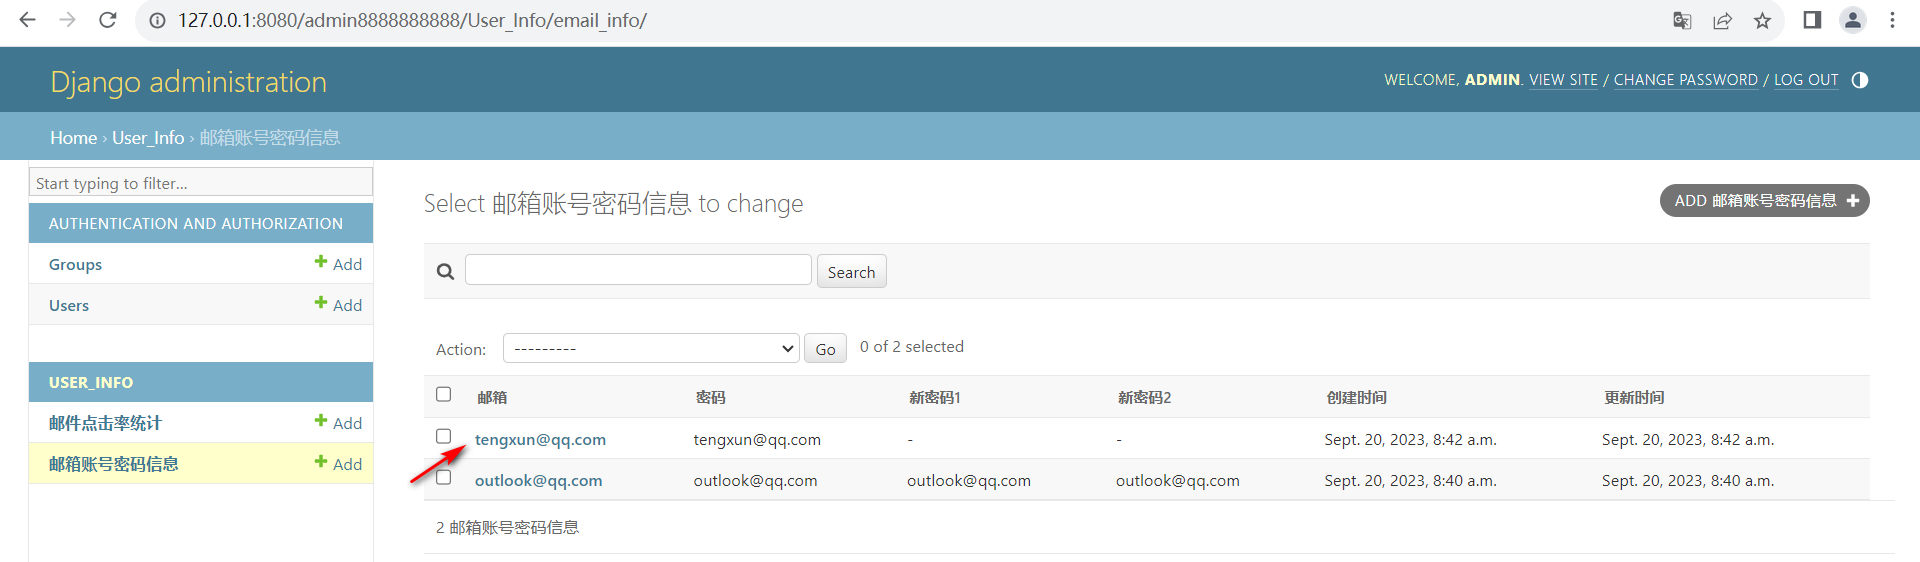 127.0.0.1:8080/admin8888888888/User_Info/email_info/
Django administration
WELCOME, ADMIN. VIEW SITE / CHANGE PASSWORD / LOG OUT
Home › User_Info › 邮箱账号密码信息
Start typing to filter...
AUTHENTICATION AND AUTHORIZATION
Groups + Add
Users + Add
USER_INFO
邮件点击率统计 + Add
邮箱账号密码信息 + Add
Select 邮箱账号密码信息 to change
ADD 邮箱账号密码信息 +
Search
Action: --------- Go 0 of 2 selected
邮箱 密码 新密码1 新密码2 创建时间 更新时间
tengxun@qq.com tengxun@qq.com - - Sept. 20, 2023, 8:42 a.m. Sept. 20, 2023, 8:42 a.m.
outlook@qq.com outlook@qq.com outlook@qq.com outlook@qq.com Sept. 20, 2023, 8:40 a.m. Sept. 20, 2023, 8:40 a.m.
2 邮箱账号密码信息